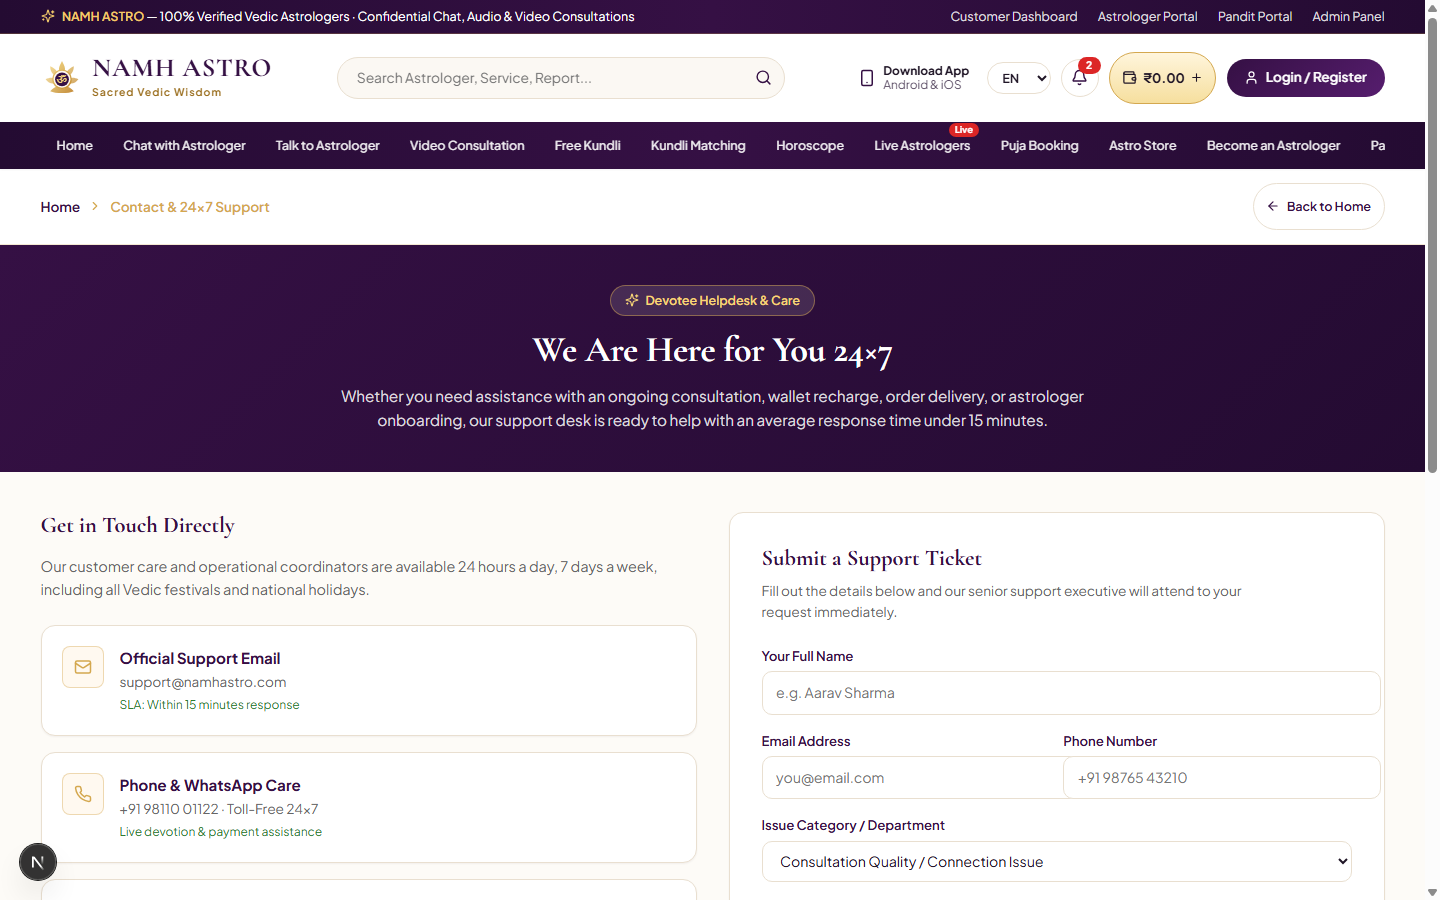 NAMH ASTRO — 100% Verified Vedic Astrologers · Confidential Chat, Audio & Video Consultations
Customer Dashboard
Astrologer Portal
Pandit Portal
Admin Panel
NAMH ASTRO
Sacred Vedic Wisdom
Search Astrologer, Service, Report...
Download App
Android & iOS
EN
2
₹0.00 +
Login / Register
Home
Chat with Astrologer
Talk to Astrologer
Video Consultation
Free Kundli
Kundli Matching
Horoscope
Live Astrologers
Live
Puja Booking
Astro Store
Become an Astrologer
Pa
Home > Contact & 24×7 Support
← Back to Home
Devotee Helpdesk & Care
We Are Here for You 24×7
Whether you need assistance with an ongoing consultation, wallet recharge, order delivery, or astrologer
onboarding, our support desk is ready to help with an average response time under 15 minutes.
Get in Touch Directly
Our customer care and operational coordinators are available 24 hours a day, 7 days a week,
including all Vedic festivals and national holidays.
Official Support Email
support@namhastro.com
SLA: Within 15 minutes response
Phone & WhatsApp Care
+91 98110 01122 · Toll-Free 24×7
Live devotion & payment assistance
N
Submit a Support Ticket
Fill out the details below and our senior support executive will attend to your
request immediately.
Your Full Name
e.g. Aarav Sharma
Email Address
Phone Number
you@email.com
+91 98765 43210
Issue Category / Department
Consultation Quality / Connection Issue